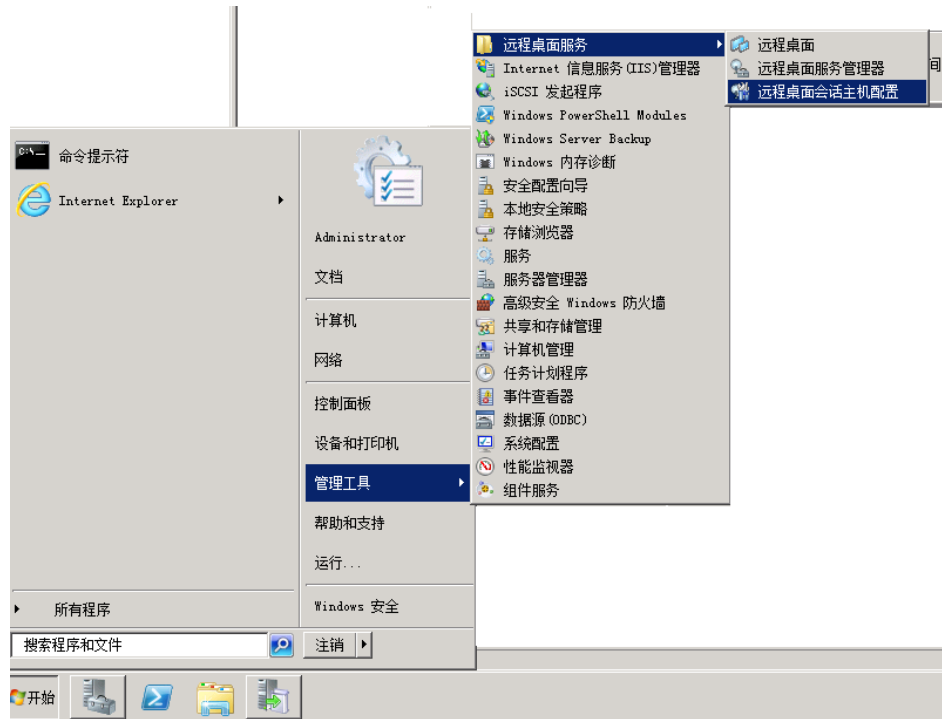 远程桌面服务
Internet 信息服务(IIS)管理器
iSCSI 发起程序
Windows PowerShell Modules
Windows Server Backup
Windows 内存诊断
安全配置向导
本地安全策略
存储浏览器
服务
服务器管理器
高级安全 Windows 防火墙
共享和存储管理
计算机管理
任务计划程序
事件查看器
数据源(ODBC)
系统配置
性能监视器
组件服务
远程桌面
远程桌面服务管理器
远程桌面会话主机配置
间
命令提示符
Internet Explorer
Administrator
文档
计算机
网络
控制面板
设备和打印机
管理工具
帮助和支持
运行...
Windows 安全
所有程序
搜索程序和文件
注销
开始